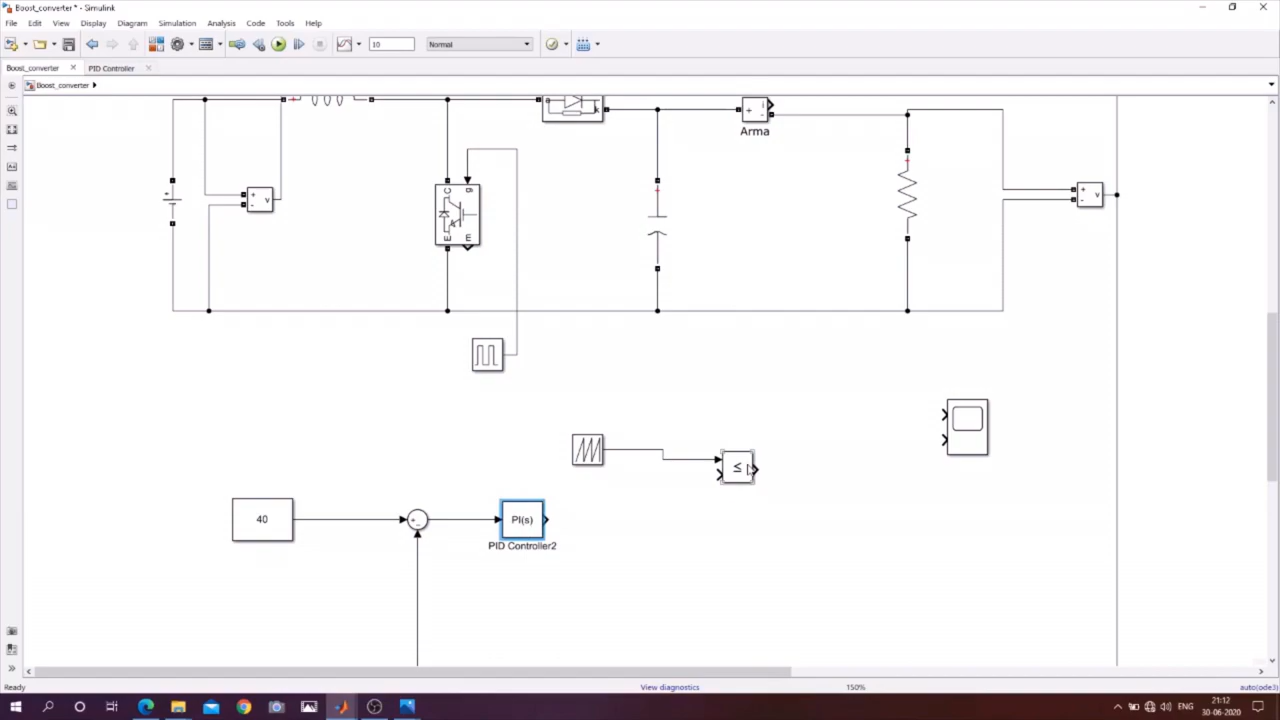 Boost_converter * - Simulink
File Edit View Display Diagram Simulation Analysis Code Tools Help
10 Normal
Boost_converter PID Controller
Boost_converter
a k
+ i -
Arma
+ - v
C g
E m
+
+ - v
≤
40
+ -
PI(s)
PID Controller2
Ready View diagnostics 150% auto(ode3)
ENG 21:12
30-06-2020